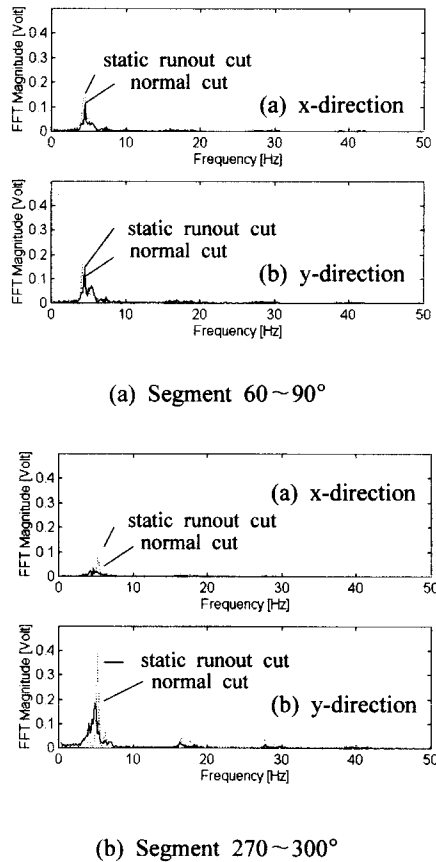 FFT Magnitude [Volt]
0.4
0.3
0.2
0.1
0
static runout cut
normal cut
(a) x-direction
0 10 20 30 40 50
Frequency [Hz]
FFT Magnitude [Volt]
0.4
0.3
0.2
0.1
0
static runout cut
normal cut
(b) y-direction
0 10 20 30 40 50
Frequency [Hz]
(a) Segment 60~90°
FFT Magnitude [Volt]
0.4
0.3
0.2
0.1
0
(a) x-direction
static runout cut
normal cut
0 10 20 30 40 50
Frequency [Hz]
FFT Magnitude [Volt]
0.4
0.3
0.2
0.1
0
static runout cut
normal cut
(b) y-direction
0 10 20 30 40 50
Frequency [Hz]
(b) Segment 270~300°